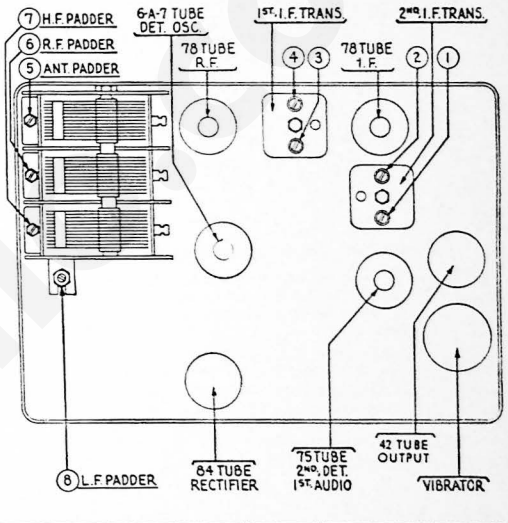 7 H.F. PADDER
6 R.F. PADDER
5 ANT. PADDER
6-A-7 TUBE
DET. OSC.
78 TUBE
R.F.
1ST. I.F. TRANS.
4 3
78 TUBE
I.F.
2ND. I.F. TRANS.
2 1
8 L.F. PADDER
84 TUBE
RECTIFIER
75 TUBE
2ND. DET.
1ST. AUDIO
42 TUBE
OUTPUT
VIBRATOR